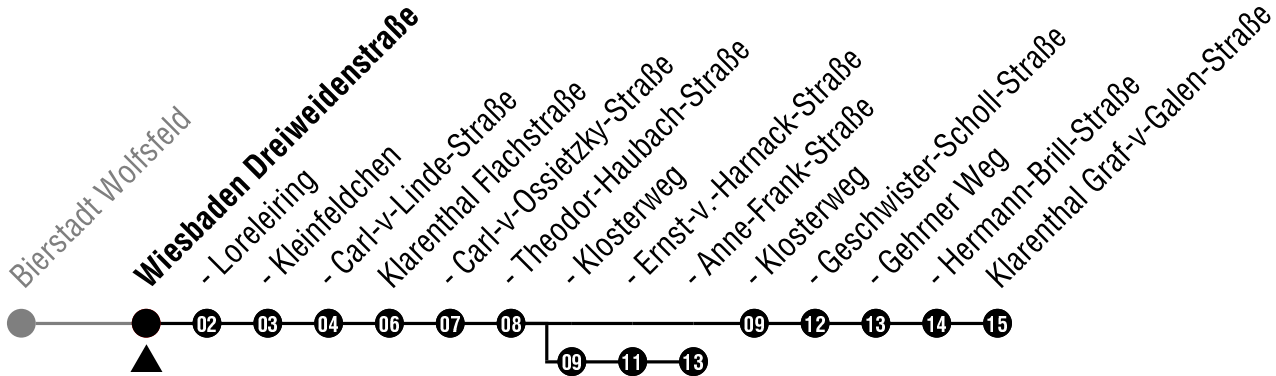 Bierstadt Wolfsfeld
Wiesbaden Dreiweidenstraße
- Loreleiring
- Kleinfeldchen
- Carl-v-Linde-Straße
Klarenthal Flachstraße
- Carl-v-Ossietzky-Straße
- Theodor-Haubach-Straße
- Klosterweg
- Ernst-v.-Harnack-Straße
- Anne-Frank-Straße
- Klosterweg
- Geschwister-Scholl-Straße
- Gehrner Weg
- Hermann-Brill-Straße
Klarenthal Graf-v-Galen-Straße
02 03 04 06 07 08 09 12 13 14 15
09 11 13